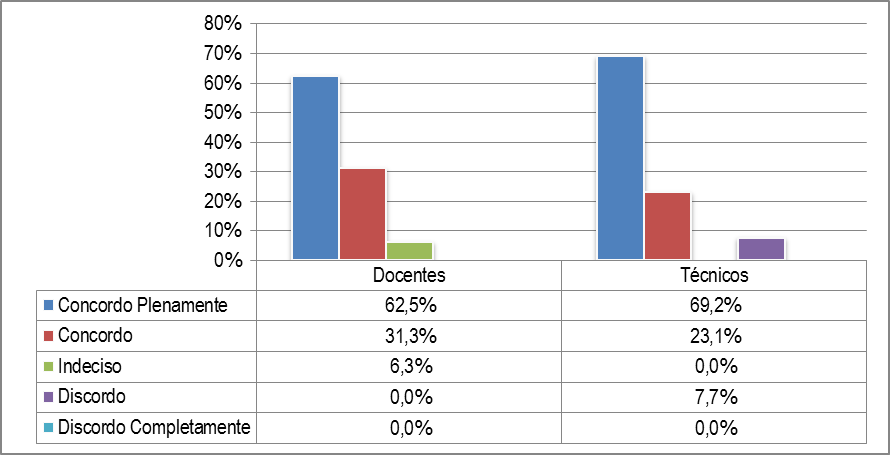 80%
70%
60%
50%
40%
30%
20%
10%
0%
Docentes Técnicos
Concordo Plenamente 62,5% 69,2%
Concordo 31,3% 23,1%
Indeciso 6,3% 0,0%
Discordo 0,0% 7,7%
Discordo Completamente 0,0% 0,0%